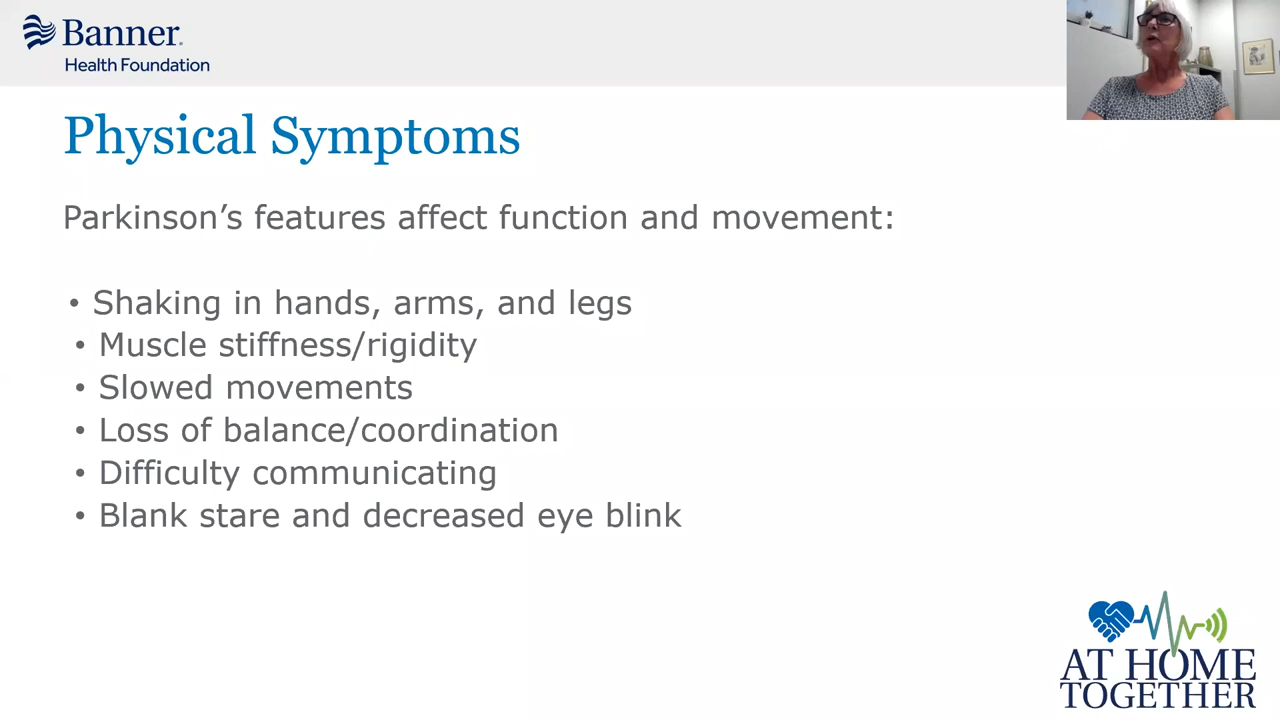 Banner.
Health Foundation
Physical Symptoms
Parkinson’s features affect function and movement:
• Shaking in hands, arms, and legs
• Muscle stiffness/rigidity
• Slowed movements
• Loss of balance/coordination
• Difficulty communicating
• Blank stare and decreased eye blink
AT HOME
TOGETHER